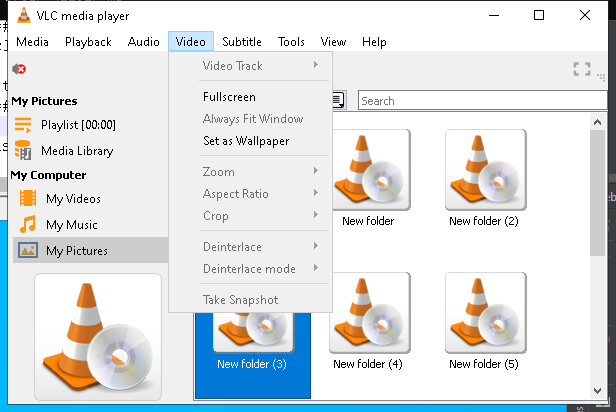 VLC media player
Media Playback Audio Video Subtitle Tools View Help
Video Track
Fullscreen
Always Fit Window
Set as Wallpaper
Zoom
Aspect Ratio
Crop
Deinterlace
Deinterlace mode
Take Snapshot
My Pictures
Playlist [00:00]
Media Library
My Computer
My Videos
My Music
My Pictures
Search
New folder
New folder (2)
New folder (3)
New folder (4)
New folder (5)